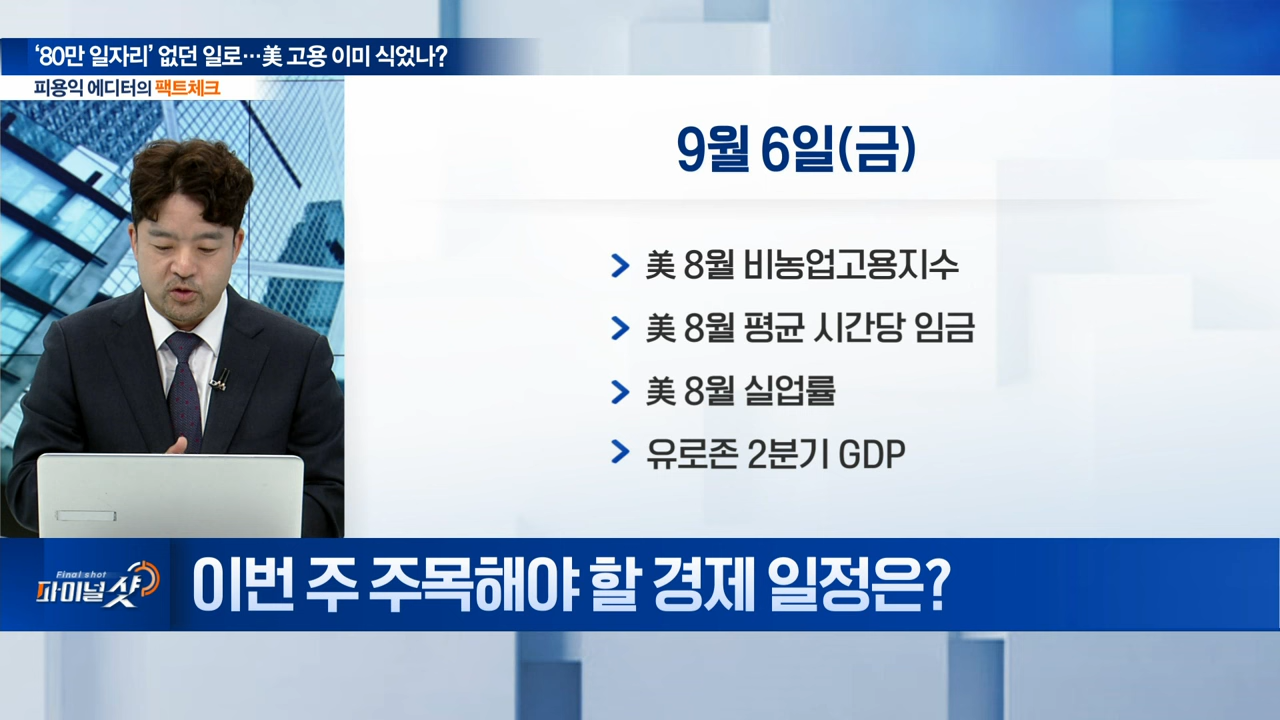 ‘80만 일자리’ 없던 일로…美 고용 이미 식었나?
피용익 에디터의 팩트체크
9월 6일(금)
美 8월 비농업고용지수
美 8월 평균 시간당 임금
美 8월 실업률
유로존 2분기 GDP
Final shot
파이널샷
이번 주 주목해야 할 경제 일정은?